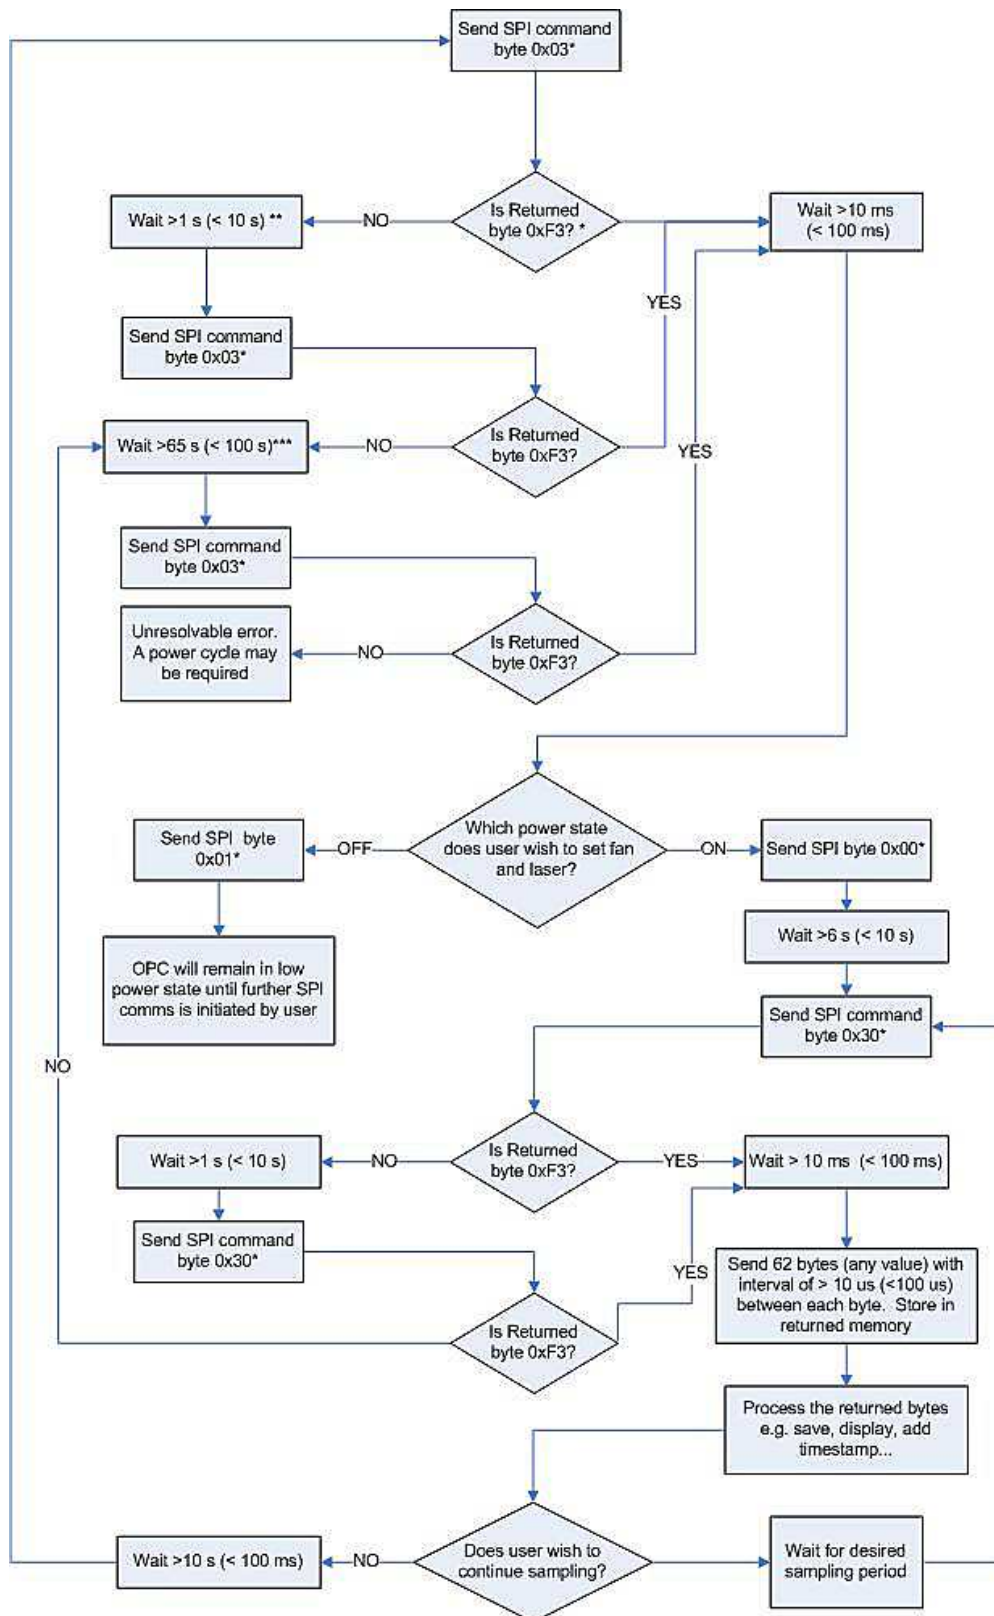 Send SPI command
byte 0x03*
Is Returned
byte 0xF3? *
NO
Wait >1 s (< 10 s) **
Wait >10 ms
(< 100 ms)
YES
Send SPI command
byte 0x03*
Is Returned
byte 0xF3?
NO
Wait >65 s (< 100 s)***
YES
Send SPI command
byte 0x03*
Is Returned
byte 0xF3?
NO
Unresolvable error.
A power cycle may
be required
Which power state
does user wish to set fan
and laser?
OFF
Send SPI byte
0x01*
OPC will remain in low
power state until further SPI
comms is initiated by user
ON
Send SPI byte 0x00*
Wait >6 s (< 10 s)
Send SPI command
byte 0x30*
NO
Is Returned
byte 0xF3?
NO
Wait >1 s (< 10 s)
YES
Wait > 10 ms (< 100 ms)
Send SPI command
byte 0x30*
Is Returned
byte 0xF3?
YES
Send 62 bytes (any value) with
interval of > 10 us (<100 us)
between each byte. Store in
returned memory
Process the returned bytes
e.g. save, display, add
timestamp...
Does user wish to
continue sampling?
NO
Wait >10 s (< 100 ms)
Wait for desired
sampling period